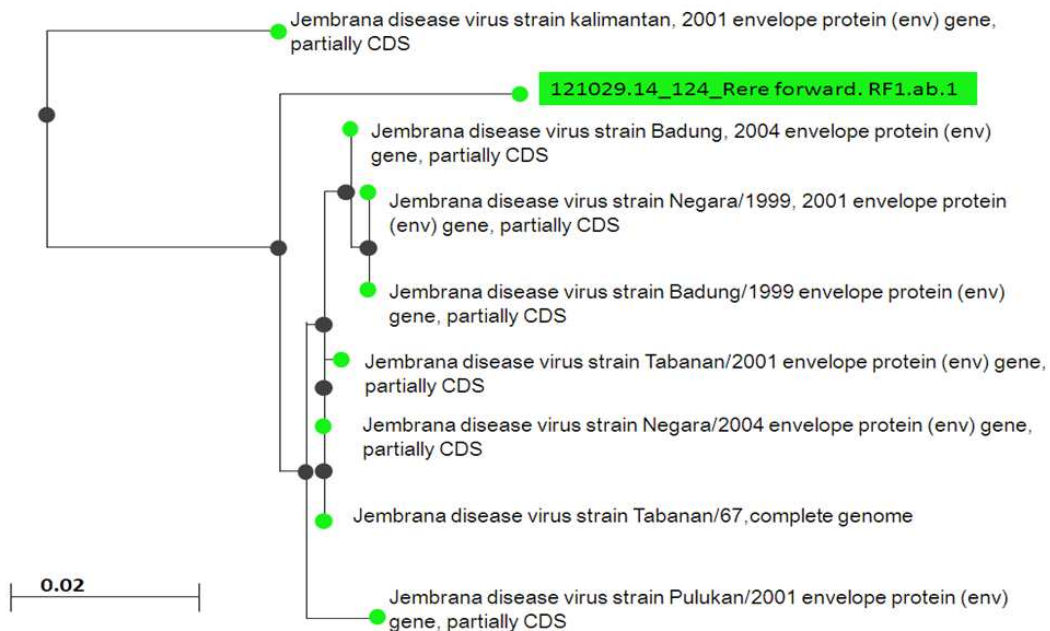 Jembrana disease virus strain kalimantan, 2001 envelope protein (env) gene,
partially CDS
121029.14_124_Rere forward. RF1.ab.1
Jembrana disease virus strain Badung, 2004 envelope protein (env)
gene, partially CDS
Jembrana disease virus strain Negara/1999, 2001 envelope protein
(env) gene, partially CDS
Jembrana disease virus strain Badung/1999 envelope protein (env)
gene, partially CDS
Jembrana disease virus strain Tabanan/2001 envelope protein (env) gene,
partially CDS
Jembrana disease virus strain Negara/2004 envelope protein (env) gene,
partially CDS
Jembrana disease virus strain Tabanan/67,complete genome
0.02
Jembrana disease virus strain Pulukan/2001 envelope protein (env)
gene, partially CDS